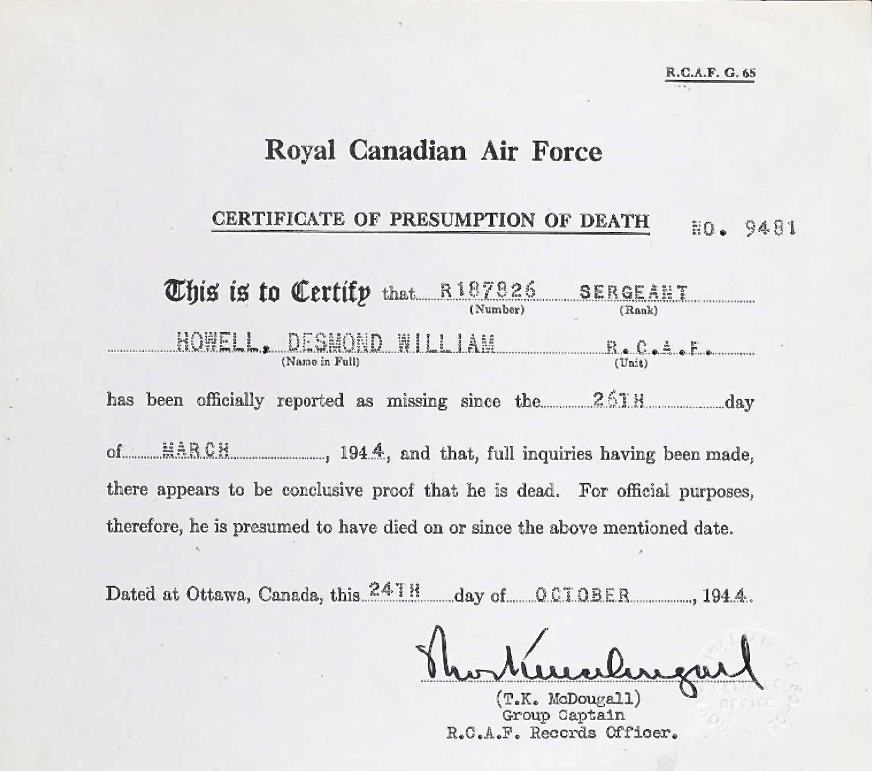 R.C.A.F. G. 65
Royal Canadian Air Force
CERTIFICATE OF PRESUMPTION OF DEATH NO. 9481
This is to Certify that R187826 SERGEANT
(Number) (Rank)
HOWELL, DESMOND WILLIAM R.C.A.F.
(Name in Full) (Unit)
has been officially reported as missing since the 26TH day
of MARCH, 1944, and that, full inquiries having been made,
there appears to be conclusive proof that he is dead. For official purposes,
therefore, he is presumed to have died on or since the above mentioned date.
Dated at Ottawa, Canada, this 24TH day of OCTOBER, 1944.
(T.K. McDougall)
Group Captain
R.C.A.F. Records Officer.